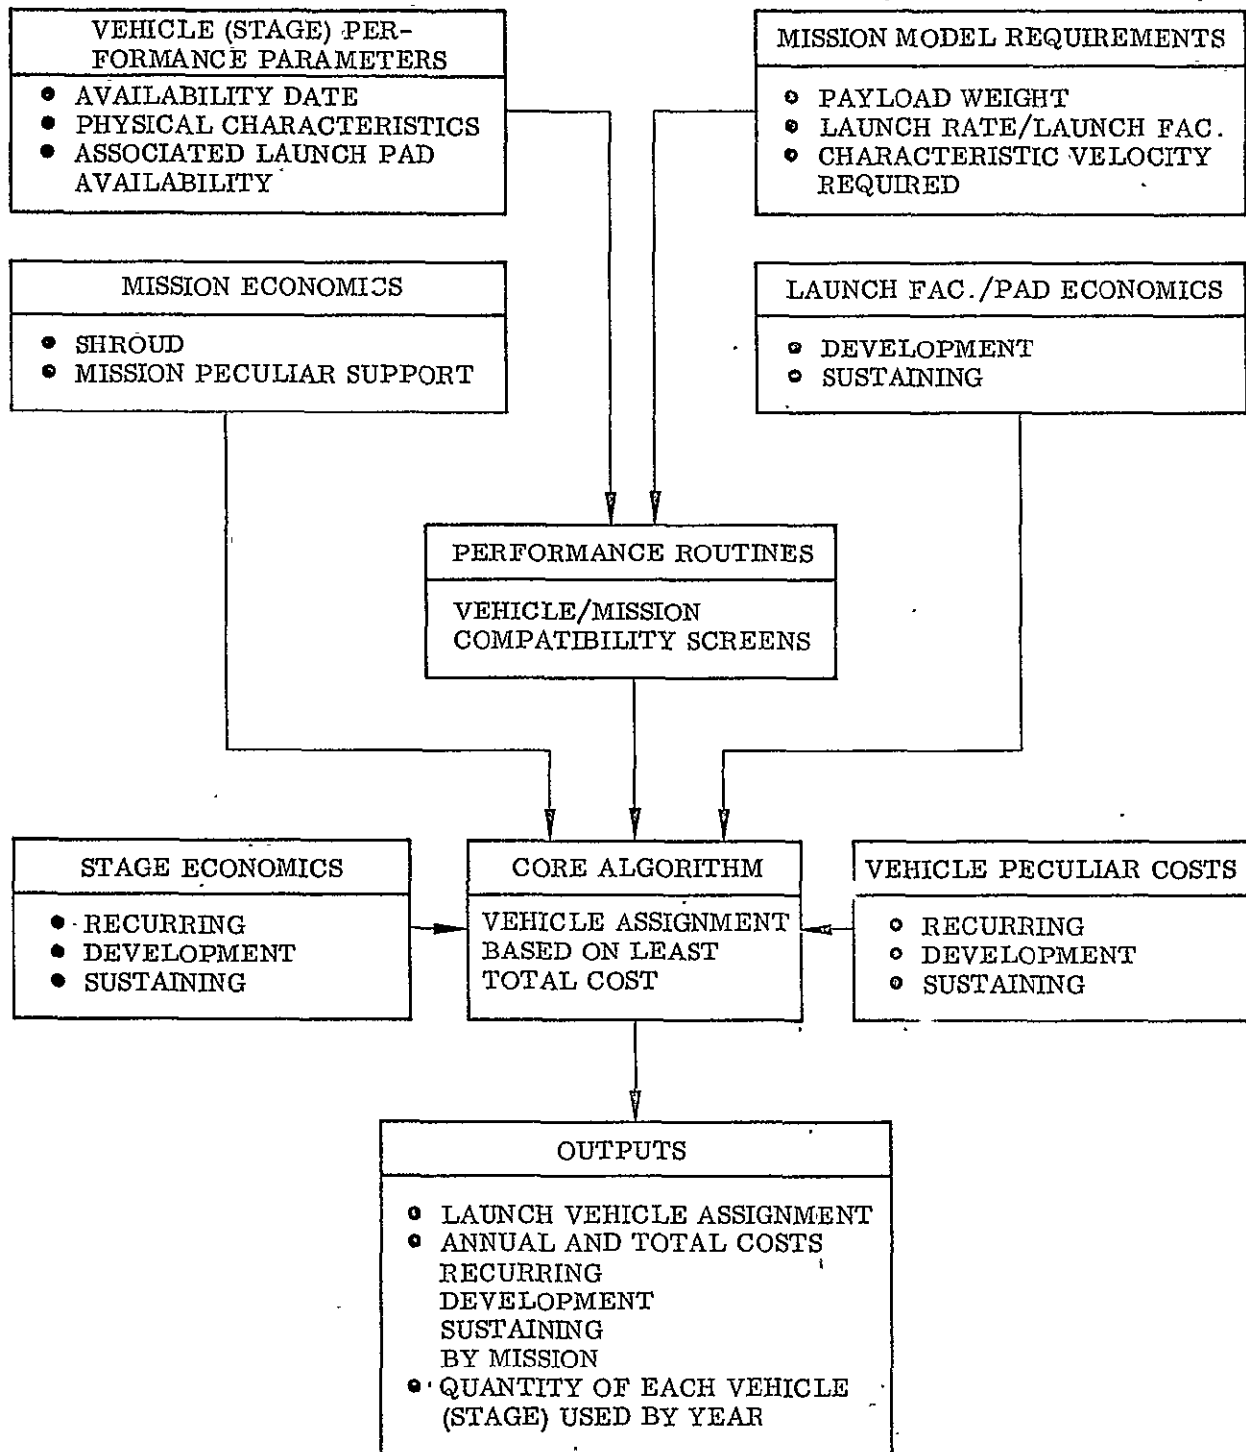 VEHICLE (STAGE) PER-
FORMANCE PARAMETERS
• AVAILABILITY DATE
• PHYSICAL CHARACTERISTICS
• ASSOCIATED LAUNCH PAD
AVAILABILITY
MISSION MODEL REQUIREMENTS
• PAYLOAD WEIGHT
• LAUNCH RATE/LAUNCH FAC.
• CHARACTERISTIC VELOCITY
REQUIRED
MISSION ECONOMICS
• SHROUD
• MISSION PECULIAR SUPPORT
LAUNCH FAC./PAD ECONOMICS
• DEVELOPMENT
• SUSTAINING
PERFORMANCE ROUTINES
VEHICLE/MISSION
COMPATIBILITY SCREENS
STAGE ECONOMICS
• RECURRING
• DEVELOPMENT
• SUSTAINING
CORE ALGORITHM
VEHICLE ASSIGNMENT
BASED ON LEAST
TOTAL COST
VEHICLE PECULIAR COSTS
• RECURRING
• DEVELOPMENT
• SUSTAINING
OUTPUTS
• LAUNCH VEHICLE ASSIGNMENT
• ANNUAL AND TOTAL COSTS
RECURRING
DEVELOPMENT
SUSTAINING
BY MISSION
• QUANTITY OF EACH VEHICLE
(STAGE) USED BY YEAR